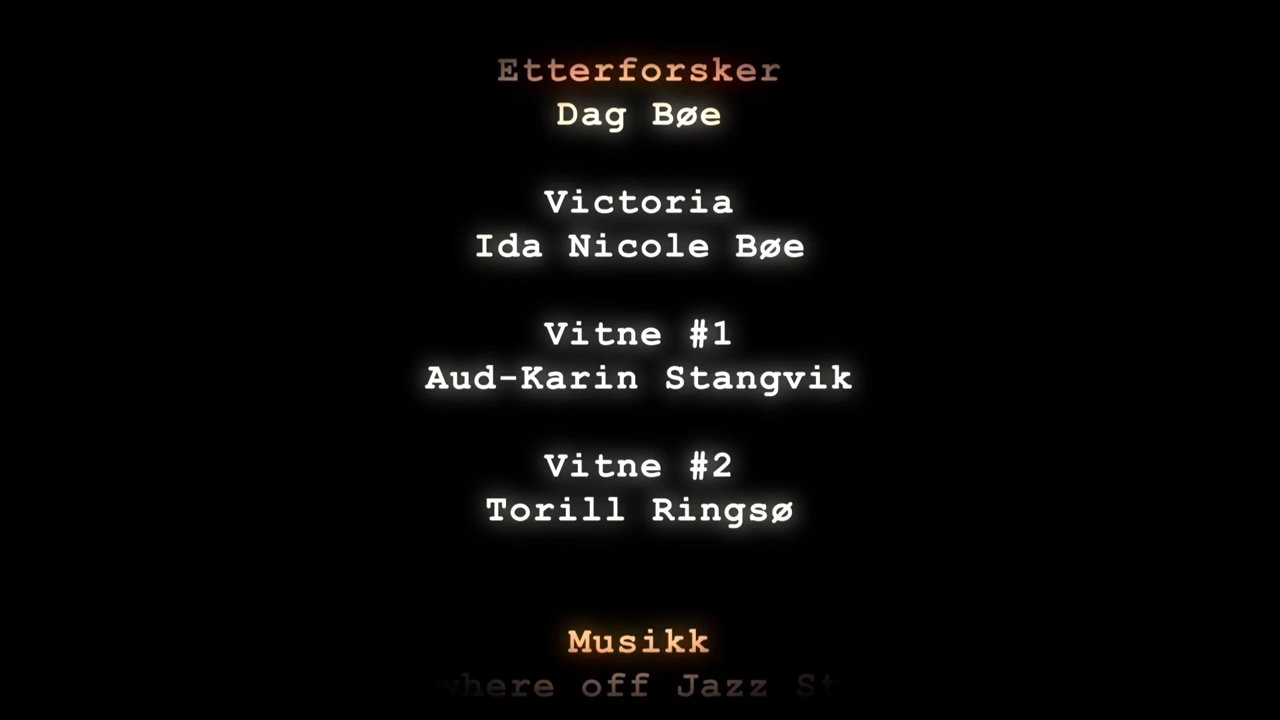 Etterforsker
Dag Bøe
Victoria
Ida Nicole Bøe
Vitne #1
Aud-Karin Stangvik
Vitne #2
Torill Ringsø
Musikk
off Jazz